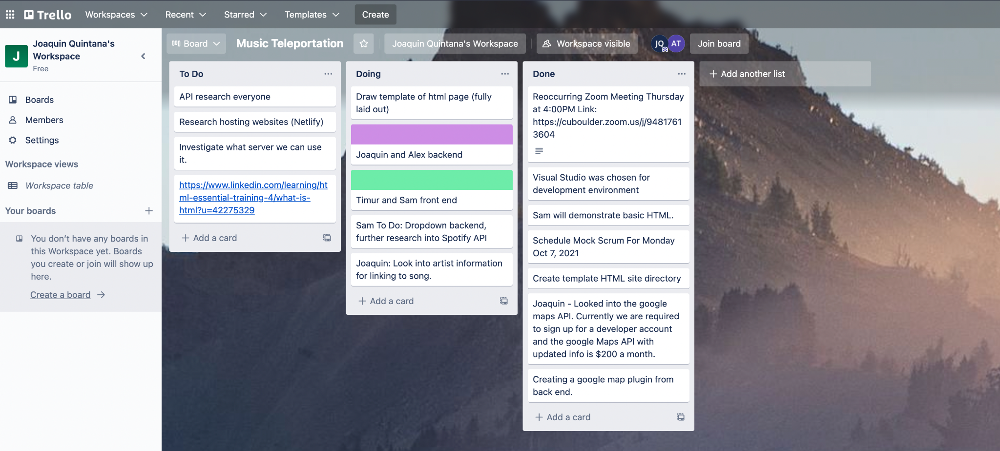 Trello
Workspaces
Recent
Starred
Templates
Create
J
Joaquin Quintana's
Workspace
Free
Boards
Members
Settings
Workspace views
Workspace table
Your boards
You don't have any boards in
this Workspace yet. Boards
you create or join will show up
here.
Create a board
Board
Music Teleportation
Joaquin Quintana's Workspace
Workspace visible
JQ
AT
Join board
To Do
API research everyone
Research hosting websites (Netlify)
Investigate what server we can use
it.
https://www.linkedin.com/learning/ht
ml-essential-training-4/what-is-
html?u=42275329
Add a card
Doing
Draw template of html page (fully
laid out)
Joaquin and Alex backend
Timur and Sam front end
Sam To Do: Dropdown backend,
further research into Spotify API
Joaquin: Look into artist information
for linking to song.
Add a card
Done
Reoccurring Zoom Meeting Thursday
at 4:00PM Link:
https://cuboulder.zoom.us/j/9481761
3604
Visual Studio was chosen for
development environment
Sam will demonstrate basic HTML.
Schedule Mock Scrum For Monday
Oct 7, 2021
Create template HTML site directory
Joaquin - Looked into the google
maps API. Currently we are required
to sign up for a developer account
and the google Maps API with
updated info is $200 a month.
Creating a google map plugin from
back end.
Add a card
Add another list